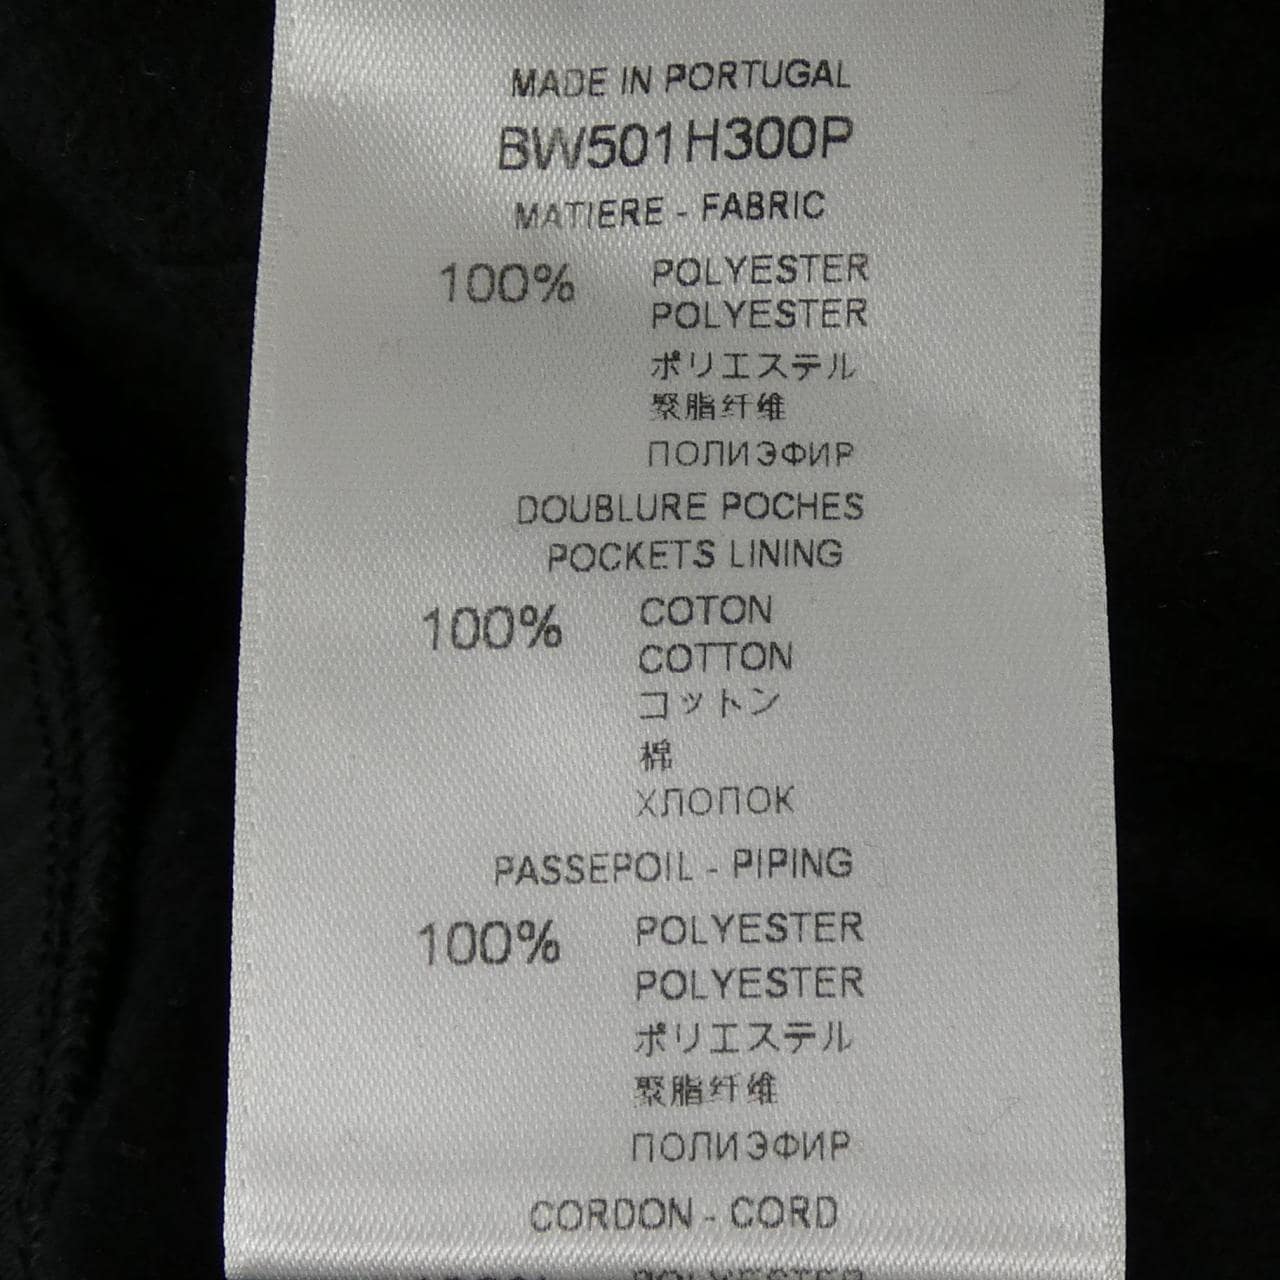 MADE IN PORTUGAL
BW501H300P
MATIERE - FABRIC
100% POLYESTER
POLYESTER
ポリエステル
聚脂纤维
ПОЛИЭФИР
DOUBLURE POCHES
POCKETS LINING
100% COTON
COTTON
コットン
棉
ХЛОПОК
PASSEPOIL - PIPING
100% POLYESTER
POLYESTER
ポリエステル
聚脂纤维
ПОЛИЭФИР
CORDON - CORD